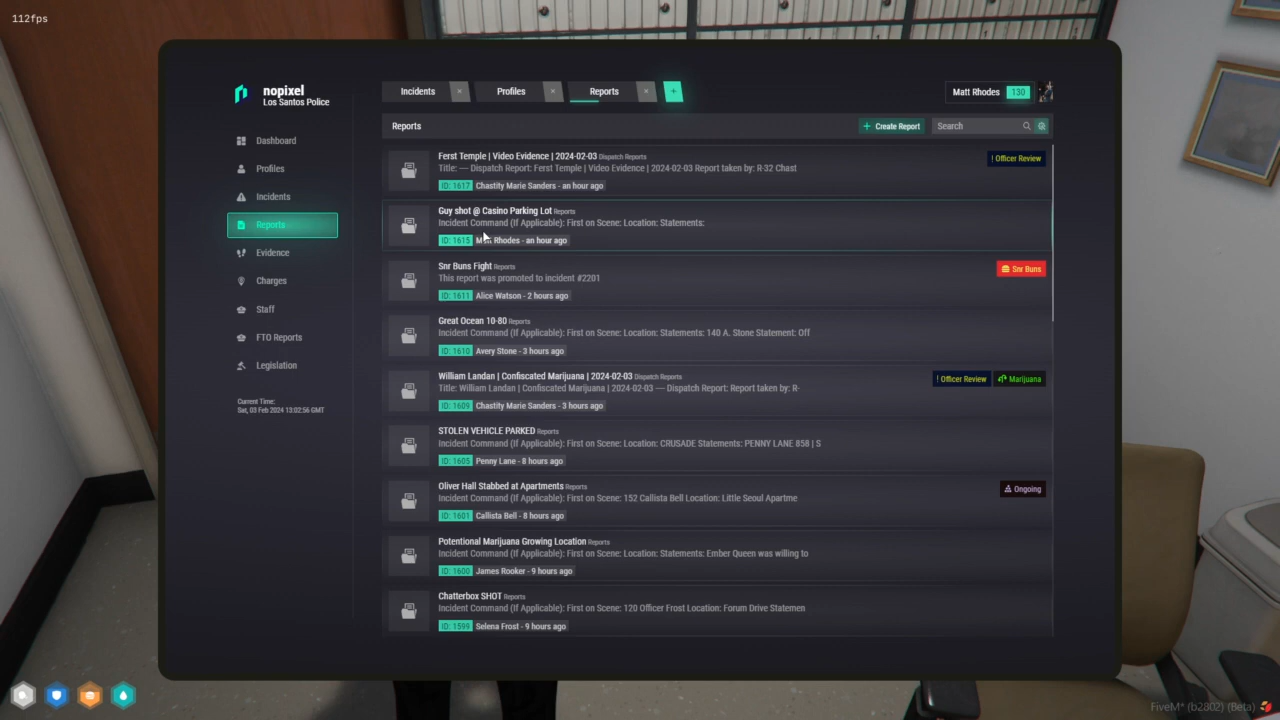 112fps
nopixel
Los Santos Police
Incidents
Profiles
Reports
Matt Rhodes 130
Reports
+ Create Report
Search
Dashboard
Profiles
Incidents
Reports
Evidence
Charges
Staff
FTO Reports
Legislation
Current Time:
Sat, 03 Feb 2024 13:02:56 GMT
Ferst Temple | Video Evidence | 2024-02-03 Dispatch Reports
! Officer Review
Title: — Dispatch Report: Ferst Temple | Video Evidence | 2024-02-03 Report taken by: R-32 Chast
ID: 1617 Chastity Marie Sanders - an hour ago
Guy shot @ Casino Parking Lot Reports
Incident Command (If Applicable): First on Scene: Location: Statements:
ID: 1615 Rhodes - an hour ago
Snr Buns Fight Reports
Snr Buns
This report was promoted to incident #2201
ID: 1611 Alice Watson - 2 hours ago
Great Ocean 10-80 Reports
Incident Command (If Applicable): First on Scene: Location: Statements: 140 A. Stone Statement: Off
ID: 1610 Avery Stone - 3 hours ago
William Landan | Confiscated Marijuana | 2024-02-03 Dispatch Reports
! Officer Review Marijuana
Title: William Landan | Confiscated Marijuana | 2024-02-03 — Dispatch Report: Report taken by: R-
ID: 1609 Chastity Marie Sanders - 3 hours ago
STOLEN VEHICLE PARKED Reports
Incident Command (If Applicable): First on Scene: Location: CRUSADE Statements: PENNY LANE 858 | S
ID: 1605 Penny Lane - 8 hours ago
Oliver Hall Stabbed at Apartments Reports
Ongoing
Incident Command (If Applicable): First on Scene: 152 Callista Bell Location: Little Seoul Apartme
ID: 1601 Callista Bell - 8 hours ago
Potentional Marijuana Growing Location Reports
Incident Command (If Applicable): First on Scene: Location: Statements: Ember Queen was willing to
ID: 1600 James Rooker - 9 hours ago
Chatterbox SHOT Reports
Incident Command (If Applicable): First on Scene: 120 Officer Frost Location: Forum Drive Statemen
ID: 1599 Selena Frost - 9 hours ago
FiveM* (b2802) (Beta)